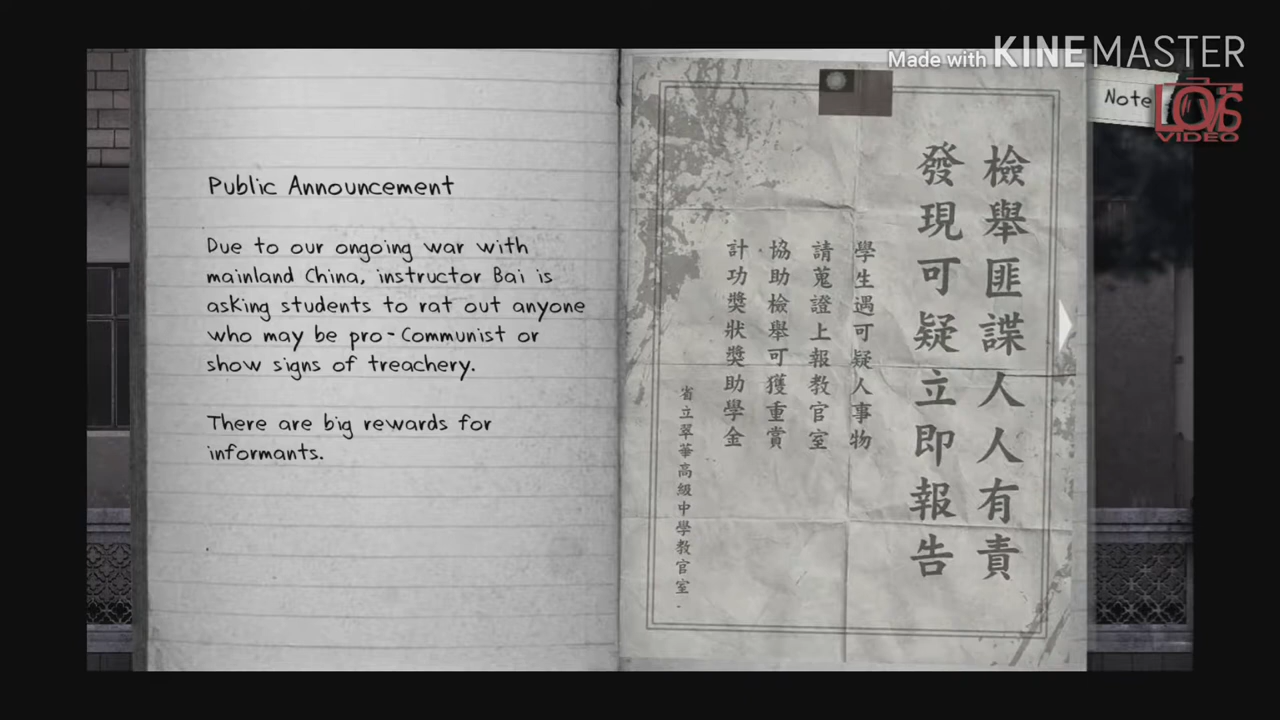 Made with KINEMASTER
Note
LOV6
VIDEO
Public Announcement
Due to our ongoing war with
mainland China, instructor Bai is
asking students to rat out anyone
who may be pro-Communist or
show signs of treachery.
There are big rewards for
informants.
檢舉匪諜人人有責
發現可疑立即報告
學生遇可疑人事物
請蒐證上報教官室
協助檢舉可獲重賞
計功獎狀獎助學金
省立翠華高級中學教官室